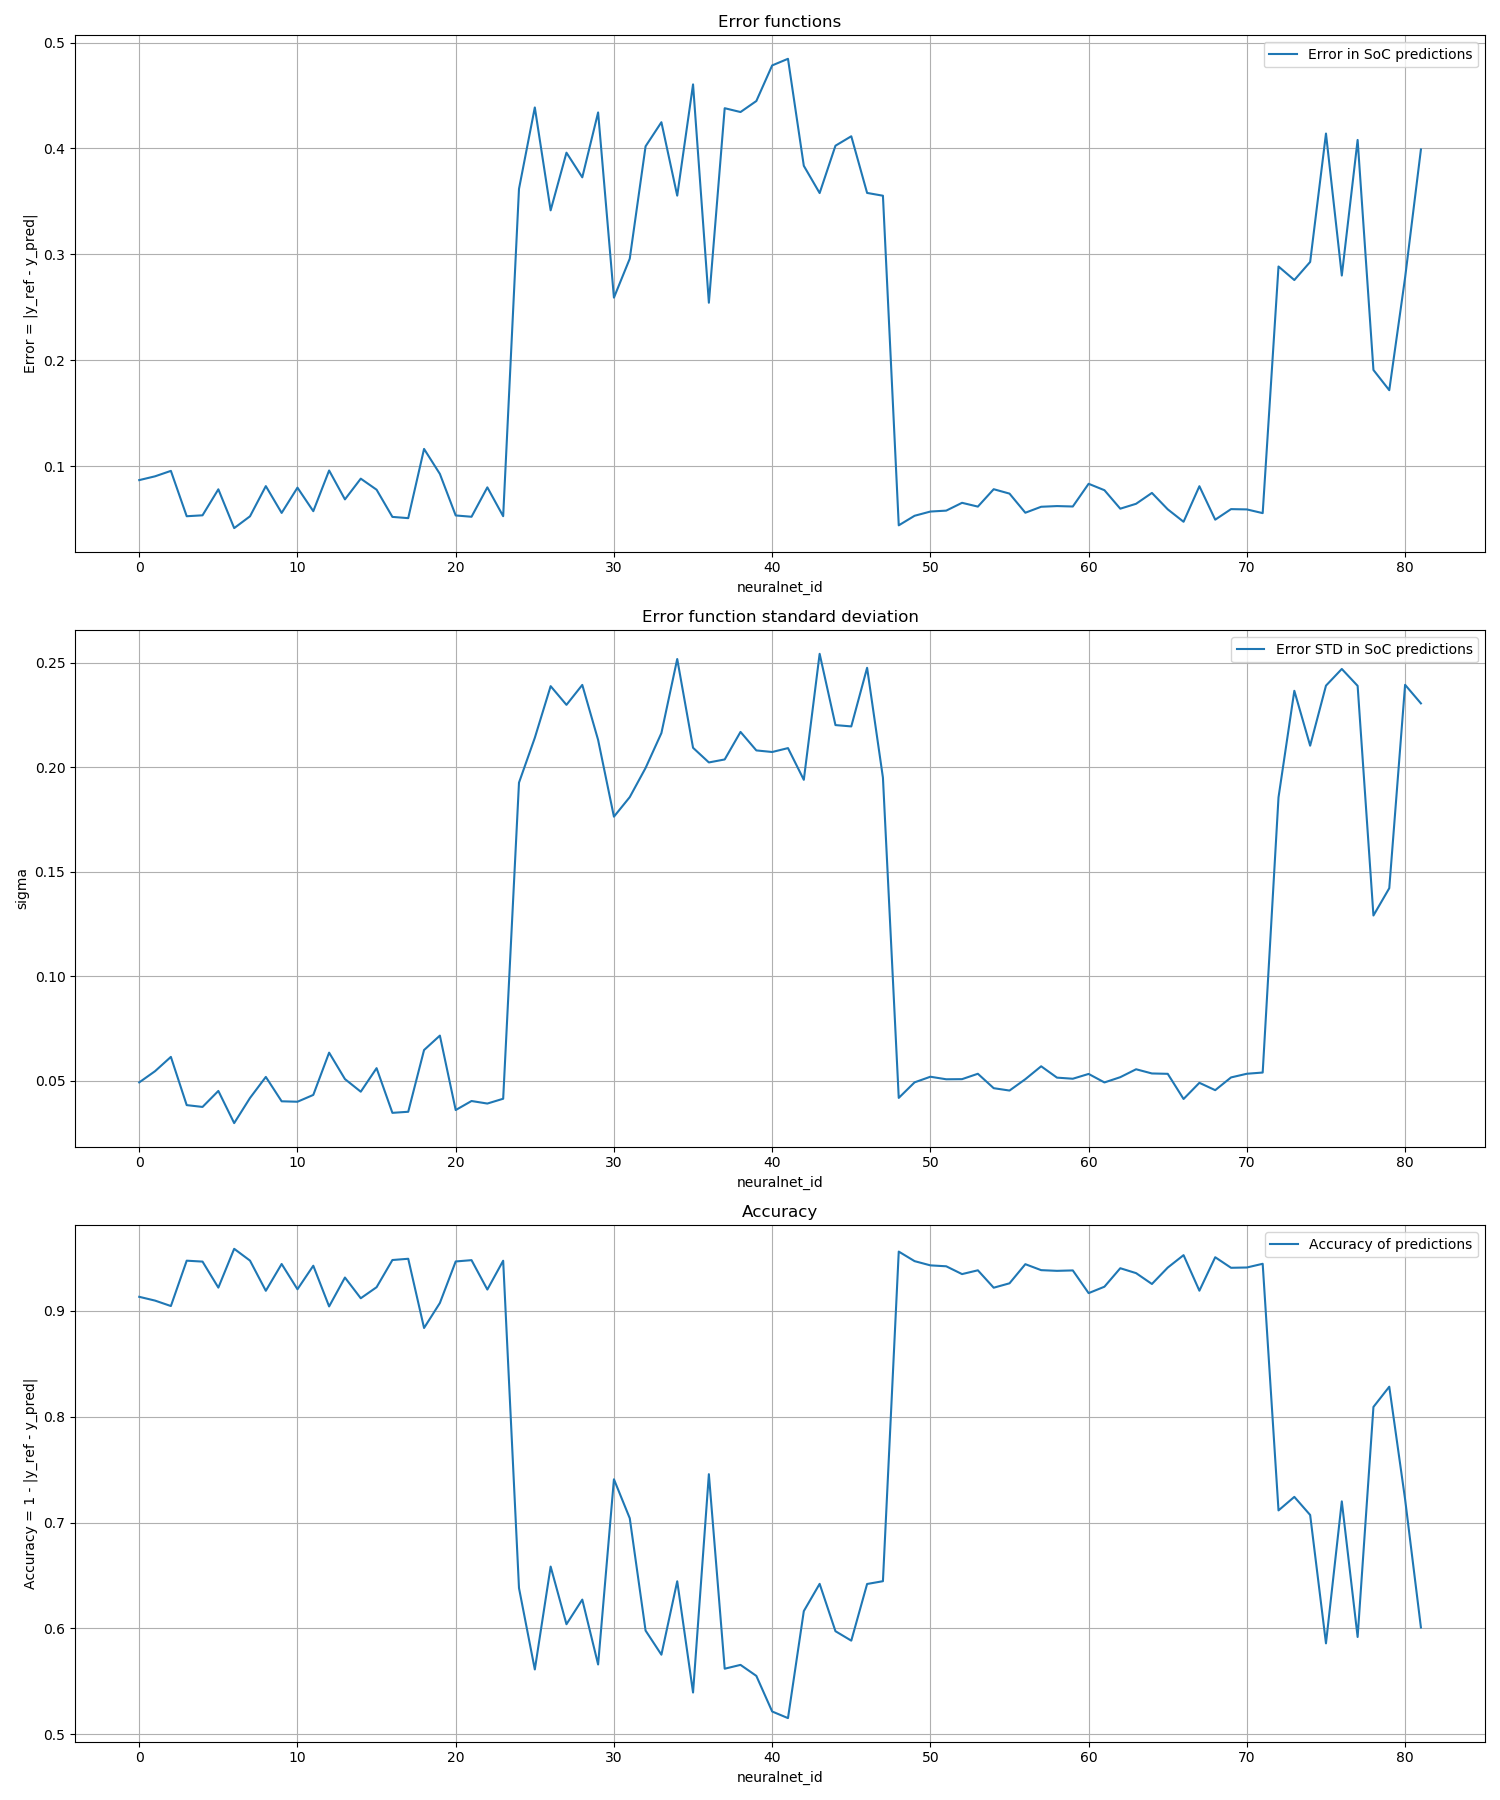 Error functions
Error in SoC predictions
0.5
0.4
0.3
0.2
0.1
Error = |y_ref - y_pred|
0 10 20 30 40 50 60 70 80
neuralnet_id
Error function standard deviation
Error STD in SoC predictions
0.25
0.20
0.15
0.10
0.05
sigma
0 10 20 30 40 50 60 70 80
neuralnet_id
Accuracy
Accuracy of predictions
0.9
0.8
0.7
0.6
0.5
Accuracy = 1 - |y_ref - y_pred|
0 10 20 30 40 50 60 70 80
neuralnet_id